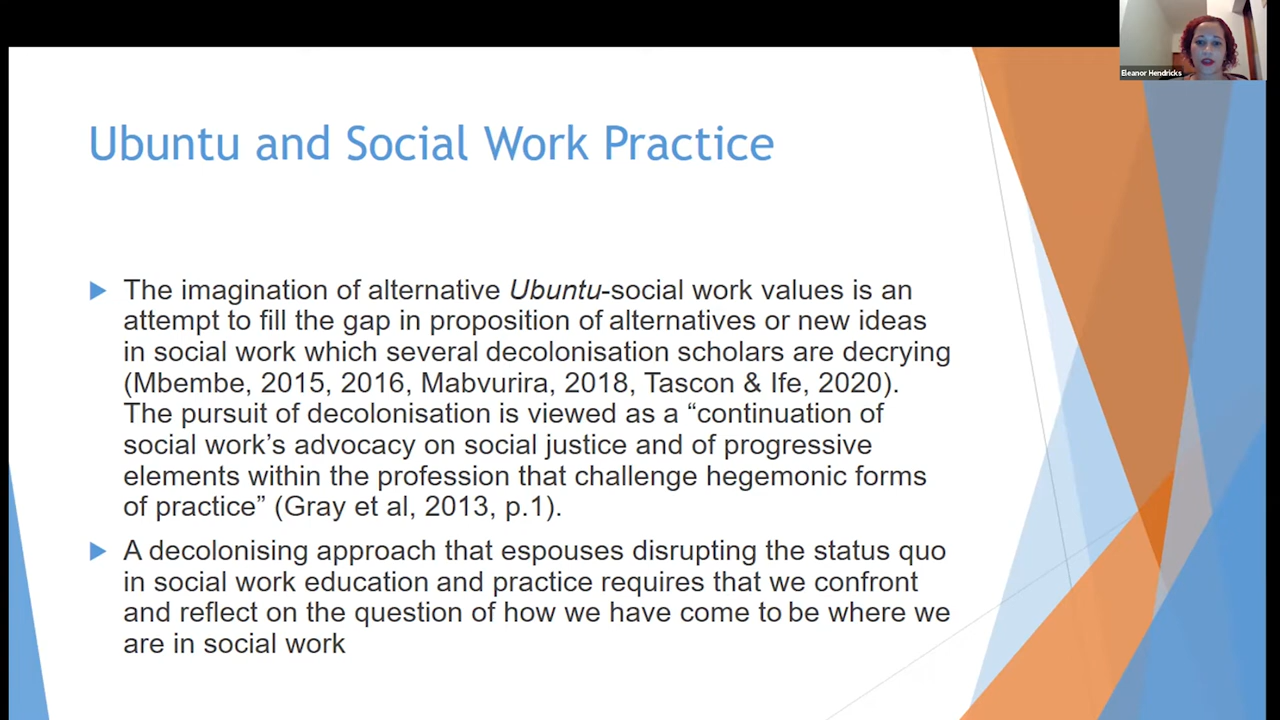 Eleanor Hendricks
Ubuntu and Social Work Practice
The imagination of alternative Ubuntu-social work values is an
attempt to fill the gap in proposition of alternatives or new ideas
in social work which several decolonisation scholars are decrying
(Mbembe, 2015, 2016, Mabvurira, 2018, Tascon & Ife, 2020).
The pursuit of decolonisation is viewed as a “continuation of
social work’s advocacy on social justice and of progressive
elements within the profession that challenge hegemonic forms
of practice” (Gray et al, 2013, p.1).
A decolonising approach that espouses disrupting the status quo
in social work education and practice requires that we confront
and reflect on the question of how we have come to be where we
are in social work